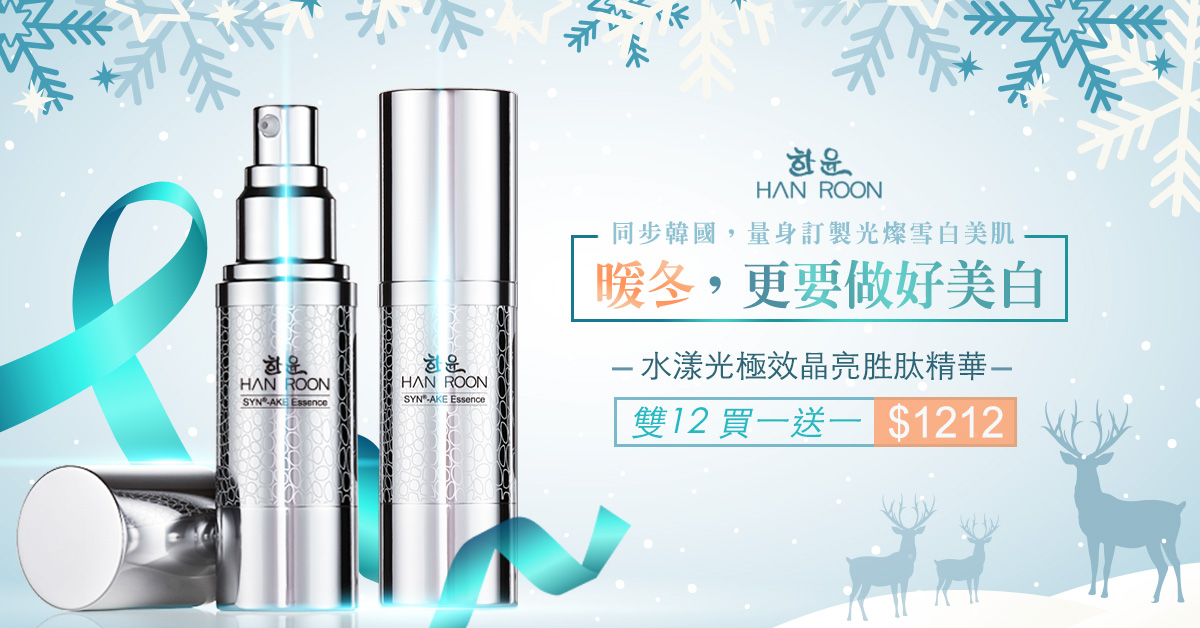 한윤
HAN ROON
同步韓國，量身訂製光燦雪白美肌
暖冬，更要做好美白
水漾光極效晶亮胜肽精華
雙12 買一送一 $1212
한윤
HAN ROON
SYN®-AKE Essence
한윤
HAN ROON
SYN®-AKE Essence